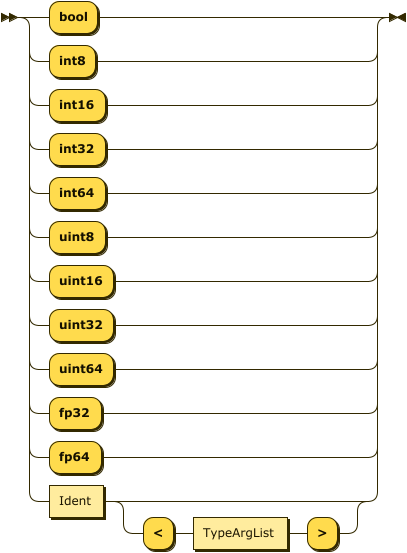 bool
int8
int16
int32
int64
uint8
uint16
uint32
uint64
fp32
fp64
Ident
< TypeArgList >